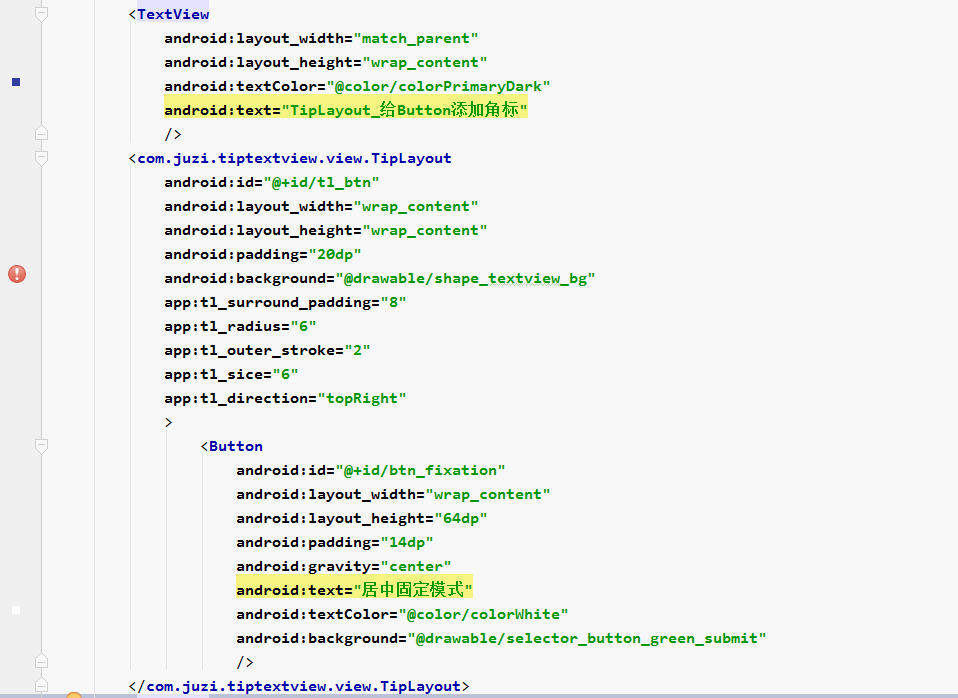 <TextView
android:layout_width="match_parent"
android:layout_height="wrap_content"
android:textColor="@color/colorPrimaryDark"
android:text="TipLayout_给Button添加角标"
/>
<com.juzi.tiptextview.view.TipLayout
android:id="@+id/tl_btn"
android:layout_width="wrap_content"
android:layout_height="wrap_content"
android:padding="20dp"
android:background="@drawable/shape_textview_bg"
app:tl_surround_padding="8"
app:tl_radius="6"
app:tl_outer_stroke="2"
app:tl_sice="6"
app:tl_direction="topRight"
>
<Button
android:id="@+id/btn_fixation"
android:layout_width="wrap_content"
android:layout_height="64dp"
android:padding="14dp"
android:gravity="center"
android:text="居中固定模式"
android:textColor="@color/colorWhite"
android:background="@drawable/selector_button_green_submit"
/>
</com.juzi.tiptextview.view.TipLayout>